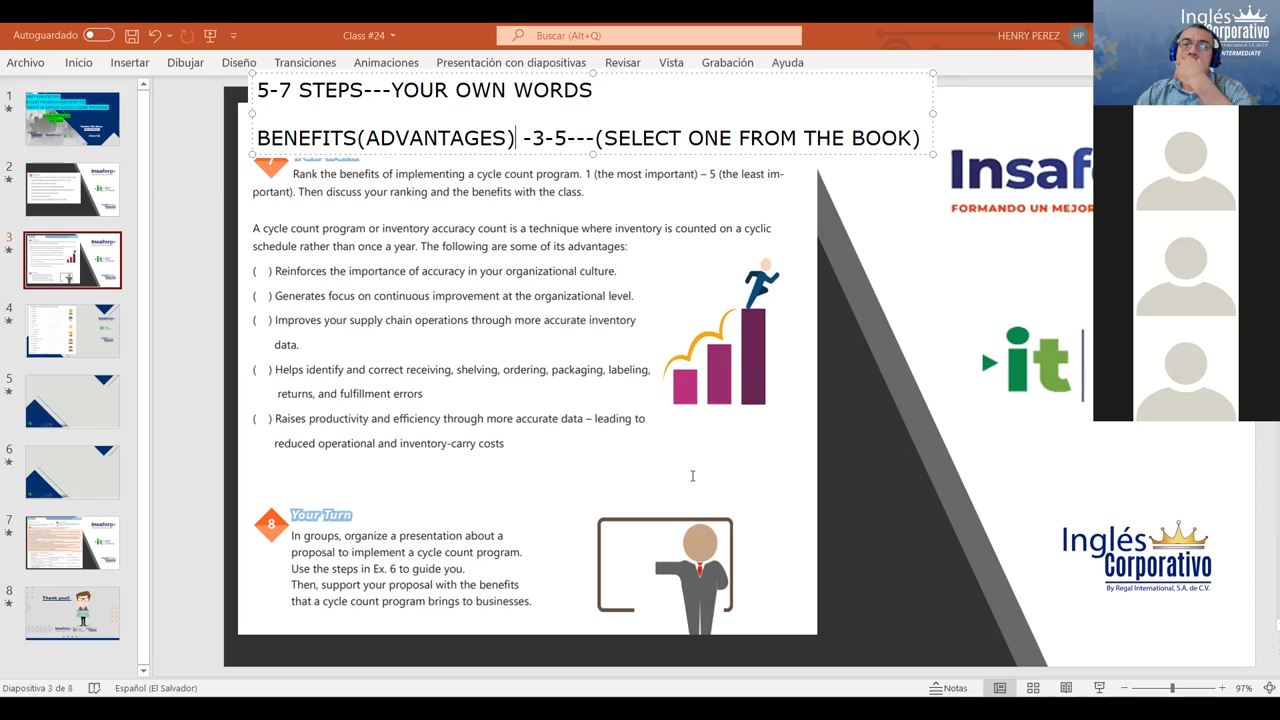 Autoguardado
Buscar (Alt+Q)
Class #24
HENRY PEREZ
HP
Archivo
Inicio
Insertar
Dibujar
Diseño
Transiciones
Animaciones
Presentación con diapositivas
Revisar
Vista
Grabación
Ayuda
Inglés
Corporativo
INTERMEDIATE
5-7 STEPS---YOUR OWN WORDS
BENEFITS(ADVANTAGES) -3-5---(SELECT ONE FROM THE BOOK)
Rank the benefits of implementing a cycle count program. 1 (the most important) – 5 (the least im-
portant). Then discuss your ranking and the benefits with the class.
A cycle count program or inventory accuracy count is a technique where inventory is counted on a cyclic
schedule rather than once a year. The following are some of its advantages:
( ) Reinforces the importance of accuracy in your organizational culture.
( ) Generates focus on continuous improvement at the organizational level.
( ) Improves your supply chain operations through more accurate inventory
data.
( ) Helps identify and correct receiving, shelving, ordering, packaging, labeling,
returns, and fulfillment errors
( ) Raises productivity and efficiency through more accurate data – leading to
reduced operational and inventory-carry costs
8
Your Turn
In groups, organize a presentation about a
proposal to implement a cycle count program.
Use the steps in Ex. 6 to guide you.
Then, support your proposal with the benefits
that a cycle count program brings to businesses.
Insaf
FORMANDO UN MEJOR
it
Inglés
Corporativo
By Regal International, S.A. de C.V.
1
2
3
4
5
6
7
8
Thank you!!
Diapositiva 3 de 8
Español (El Salvador)
Notas
97%